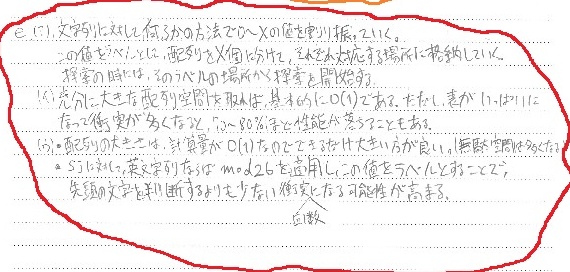 e (い) 文字列に対して何らかの方法で0〜Xの値を割り振っていく。
この値をラベルとして、配列をX個に分けて、それぞれ対応する場所に格納していく。
探索の時には、そのラベルの場所から探索を開始する。
(ろ) 充分に大きな配列空間を取れば、基本的にO(1)である。ただし、表がいっぱいに
なって衝突が多くなると、70〜80%ほど性能が落ちることもある。
(は)・配列の大きさは、計算量がO(1)なのでできるだけ大きい方が良い。(無駄な空間は多くなる)
・Sjに対し、英文字列ならば mod26を適用し、この値をラベルとすることで、
先頭の文字を判断するよりも少ない衝突になる可能性が高まる。
回数